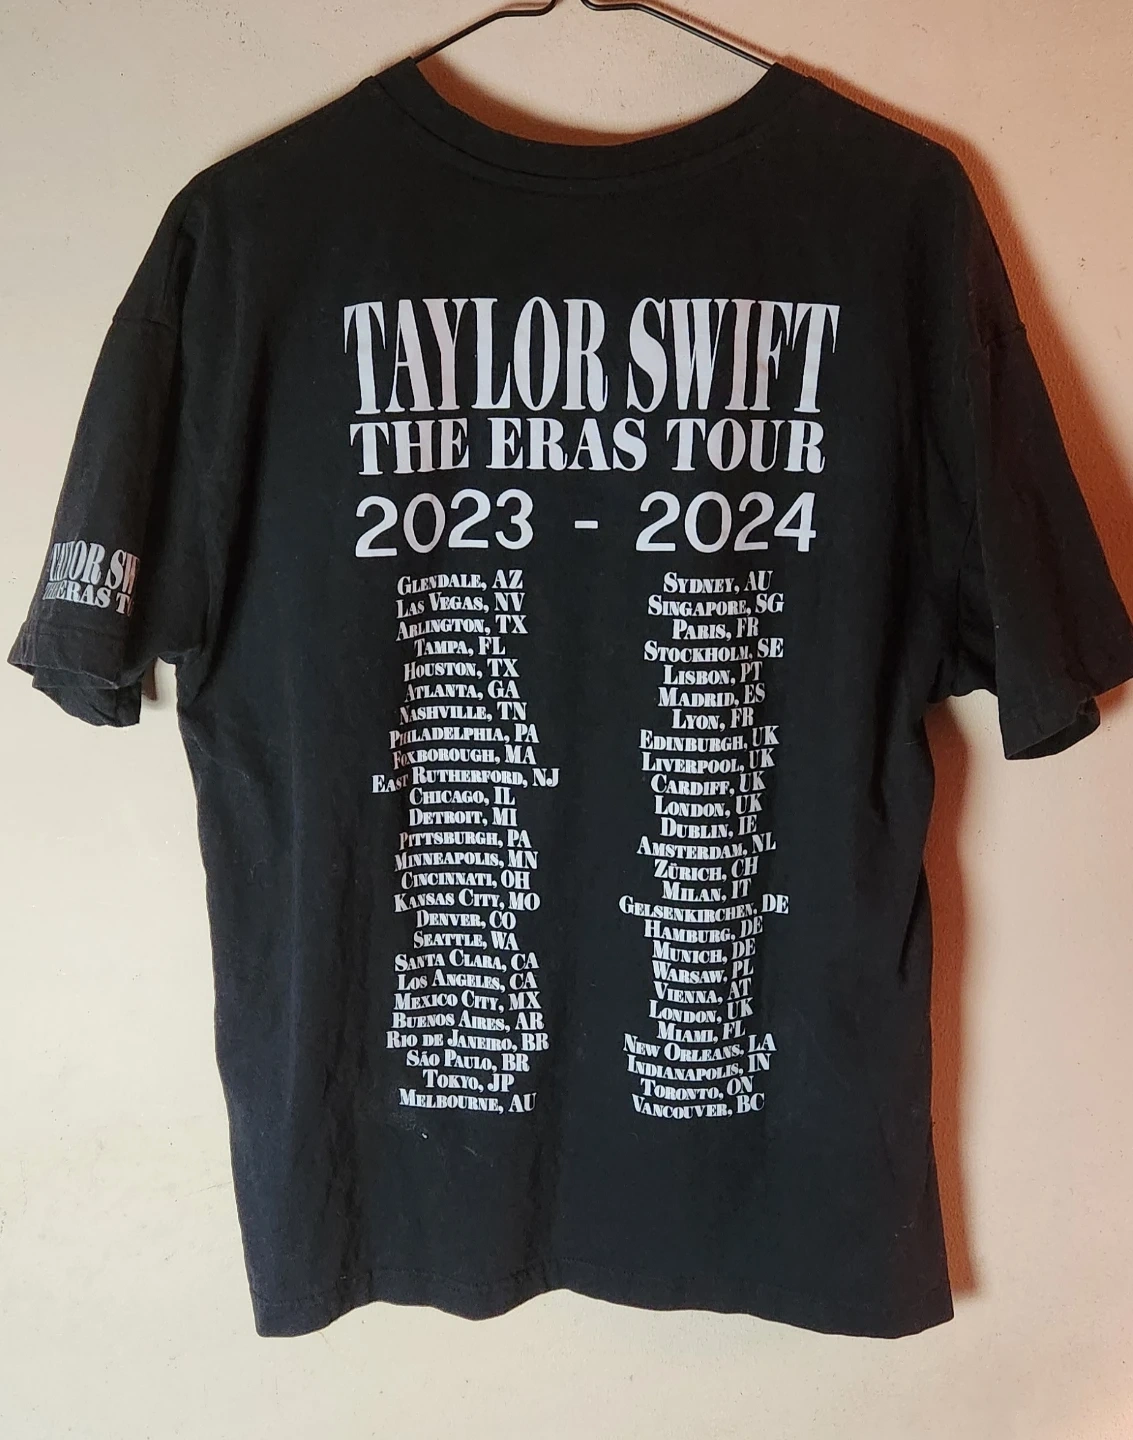 TAYLOR SWIFT
THE ERAS TOUR
2023 - 2024
GLENDALE, AZ
LAS VEGAS, NV
ARLINGTON, TX
TAMPA, FL
HOUSTON, TX
ATLANTA, GA
NASHVILLE, TN
PHILADELPHIA, PA
FOXBOROUGH, MA
EAST RUTHERFORD, NJ
CHICAGO, IL
DETROIT, MI
PITTSBURGH, PA
MINNEAPOLIS, MN
CINCINNATI, OH
KANSAS CITY, MO
DENVER, CO
SEATTLE, WA
SANTA CLARA, CA
LOS ANGELES, CA
MEXICO CITY, MX
BUENOS AIRES, AR
RIO DE JANEIRO, BR
SÃO PAULO, BR
TOKYO, JP
MELBOURNE, AU
SYDNEY, AU
SINGAPORE, SG
PARIS, FR
STOCKHOLM, SE
LISBON, PT
MADRID, ES
LYON, FR
EDINBURGH, UK
LIVERPOOL, UK
CARDIFF, UK
LONDON, UK
DUBLIN, IE
AMSTERDAM, NL
ZÜRICH, CH
MILAN, IT
GELSENKIRCHEN, DE
HAMBURG, DE
MUNICH, DE
WARSAW, PL
VIENNA, AT
LONDON, UK
MIAMI, FL
NEW ORLEANS, LA
INDIANAPOLIS, IN
TORONTO, ON
VANCOUVER, BC
TAYLOR SW
THE ERAS T